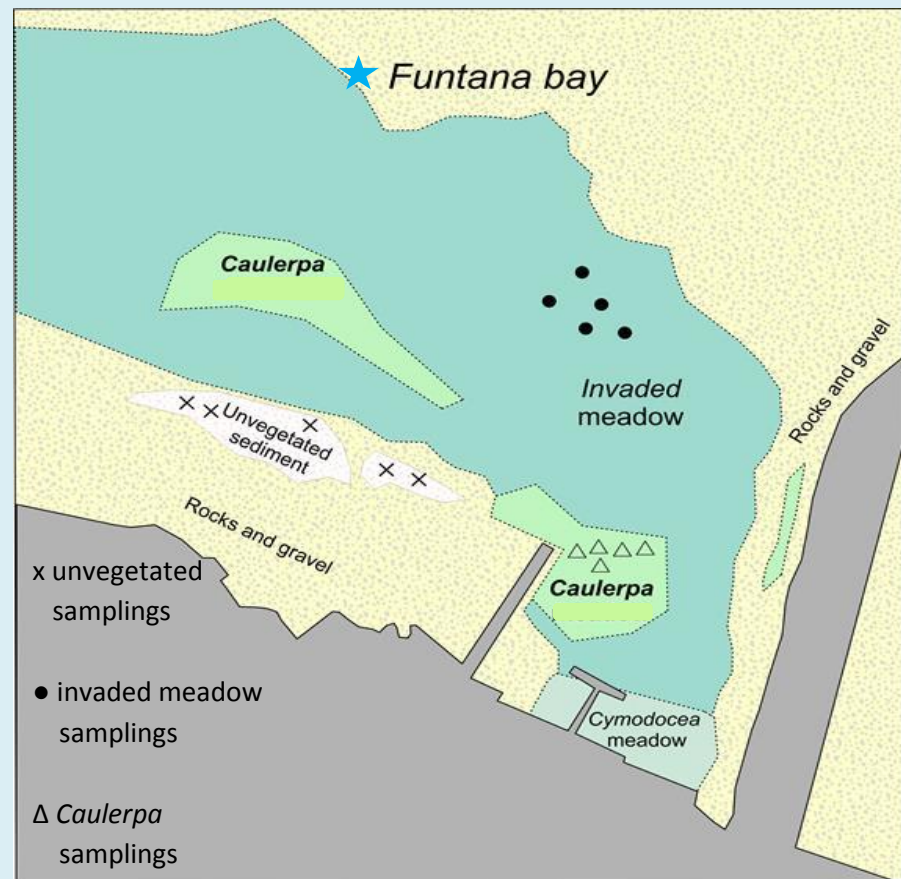 Funtana bay
Caulerpa
Invaded
meadow
Rocks and gravel
Unvegetated
sediment
Rocks and gravel
Caulerpa
Cymodocea
meadow
x unvegetated
samplings
● invaded meadow
samplings
Δ Caulerpa
samplings